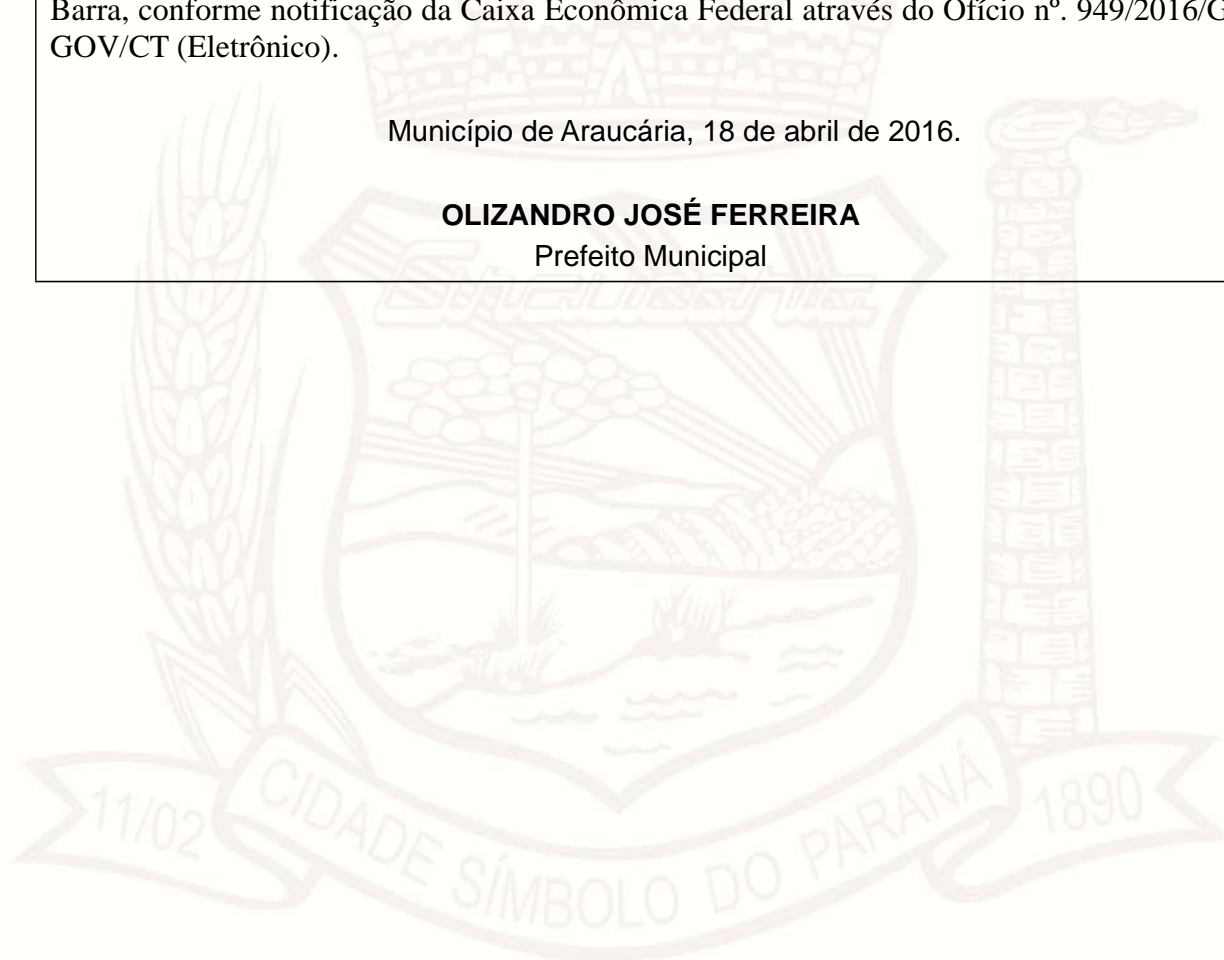 Barra, conforme notificação da Caixa Econômica Federal através do Ofício nº. 949/2016/G
GOV/CT (Eletrônico).
Município de Araucária, 18 de abril de 2016.
OLIZANDRO JOSÉ FERREIRA
Prefeito Municipal
11/02
CIDADE SÍMBOLO DO PARANÁ
1890